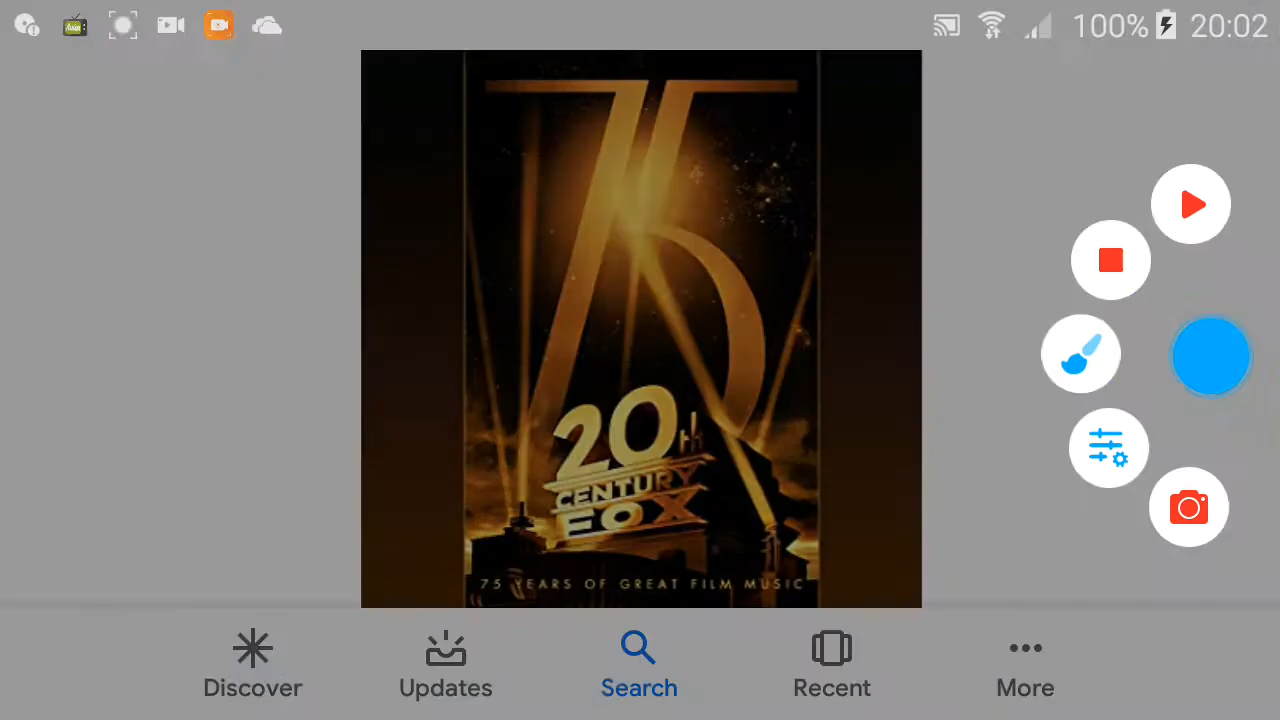 100% 20:02
75
20th
CENTURY
FOX
75 YEARS OF GREAT FILM MUSIC
Discover Updates Search Recent More